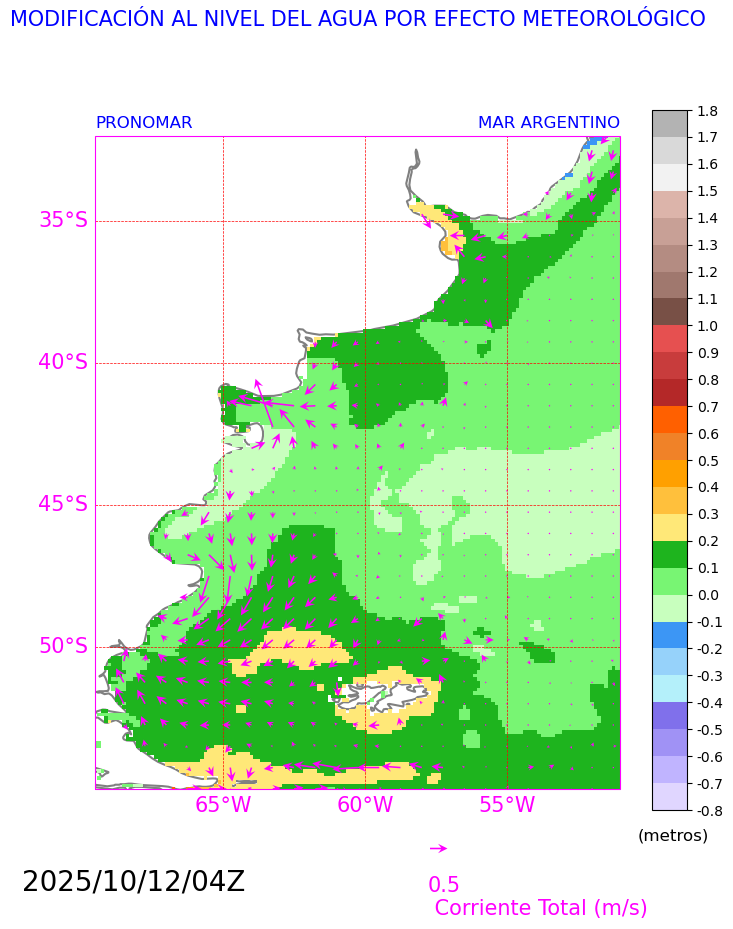 MODIFICACIÓN AL NIVEL DEL AGUA POR EFECTO METEOROLÓGICO
PRONOMAR MAR ARGENTINO
35°S
40°S
45°S
50°S
65°W 60°W 55°W
1.8
1.7
1.6
1.5
1.4
1.3
1.2
1.1
1.0
0.9
0.8
0.7
0.6
0.5
0.4
0.3
0.2
0.1
0.0
-0.1
-0.2
-0.3
-0.4
-0.5
-0.6
-0.7
-0.8
(metros)
2025/10/12/04Z
0.5
Corriente Total (m/s)